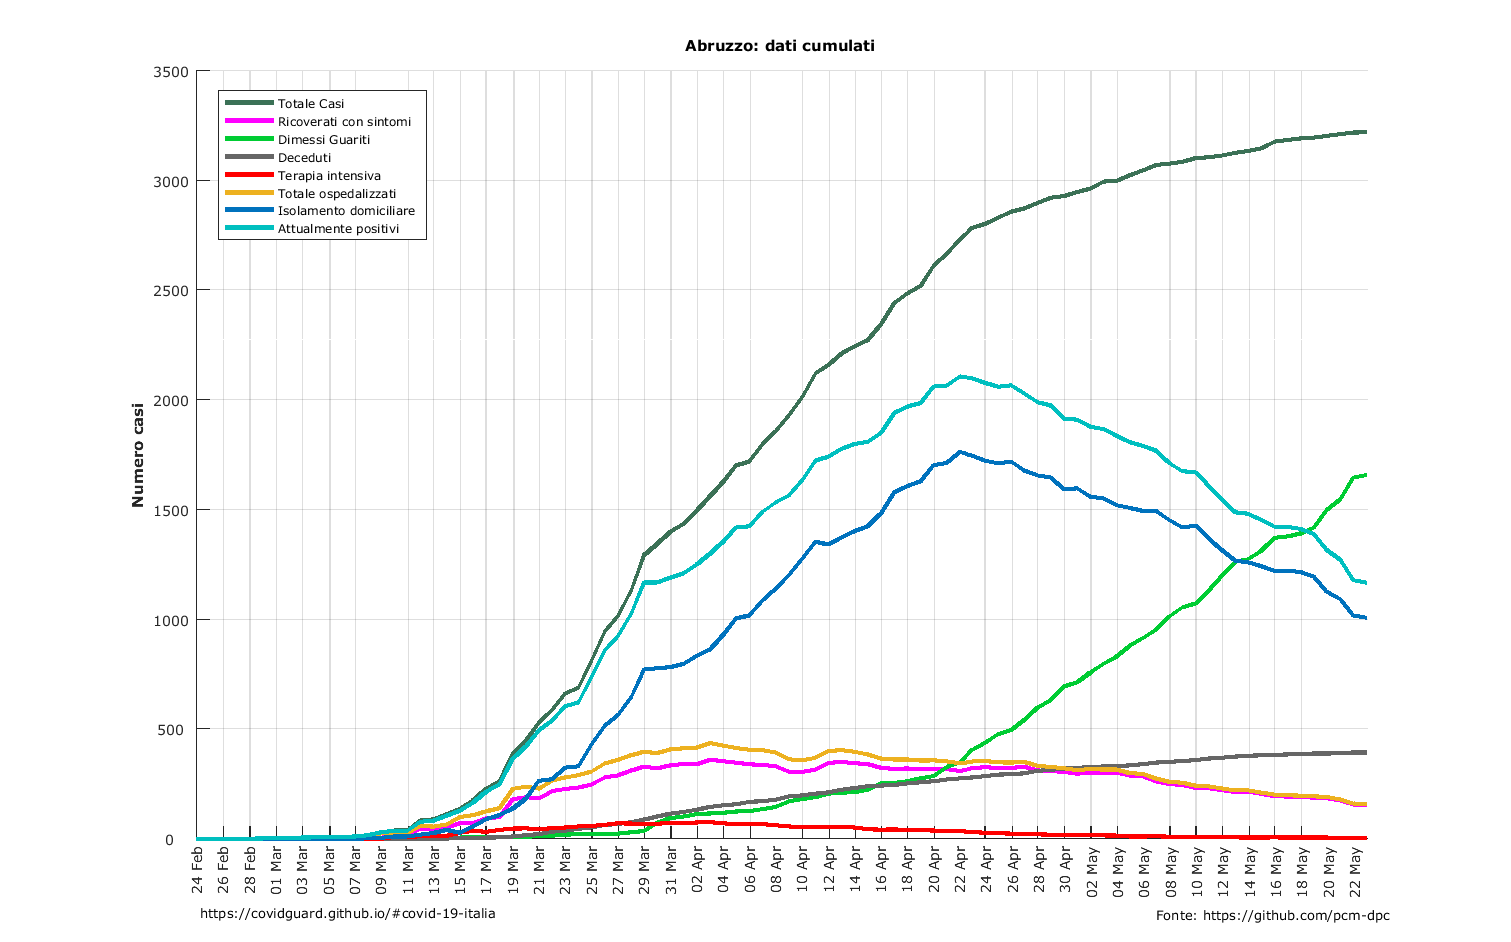 Abruzzo: dati cumulati
3500
3000
2500
2000
1500
1000
500
0
Numero casi
Totale Casi
Ricoverati con sintomi
Dimessi Guariti
Deceduti
Terapia intensiva
Totale ospedalizzati
Isolamento domiciliare
Attualmente positivi
24 Feb
26 Feb
28 Feb
01 Mar
03 Mar
05 Mar
07 Mar
09 Mar
11 Mar
13 Mar
15 Mar
17 Mar
19 Mar
21 Mar
23 Mar
25 Mar
27 Mar
29 Mar
31 Mar
02 Apr
04 Apr
06 Apr
08 Apr
10 Apr
12 Apr
14 Apr
16 Apr
18 Apr
20 Apr
22 Apr
24 Apr
26 Apr
28 Apr
30 Apr
02 May
04 May
06 May
08 May
10 May
12 May
14 May
16 May
18 May
20 May
22 May
https://covidguard.github.io/#covid-19-italia
Fonte: https://github.com/pcm-dpc